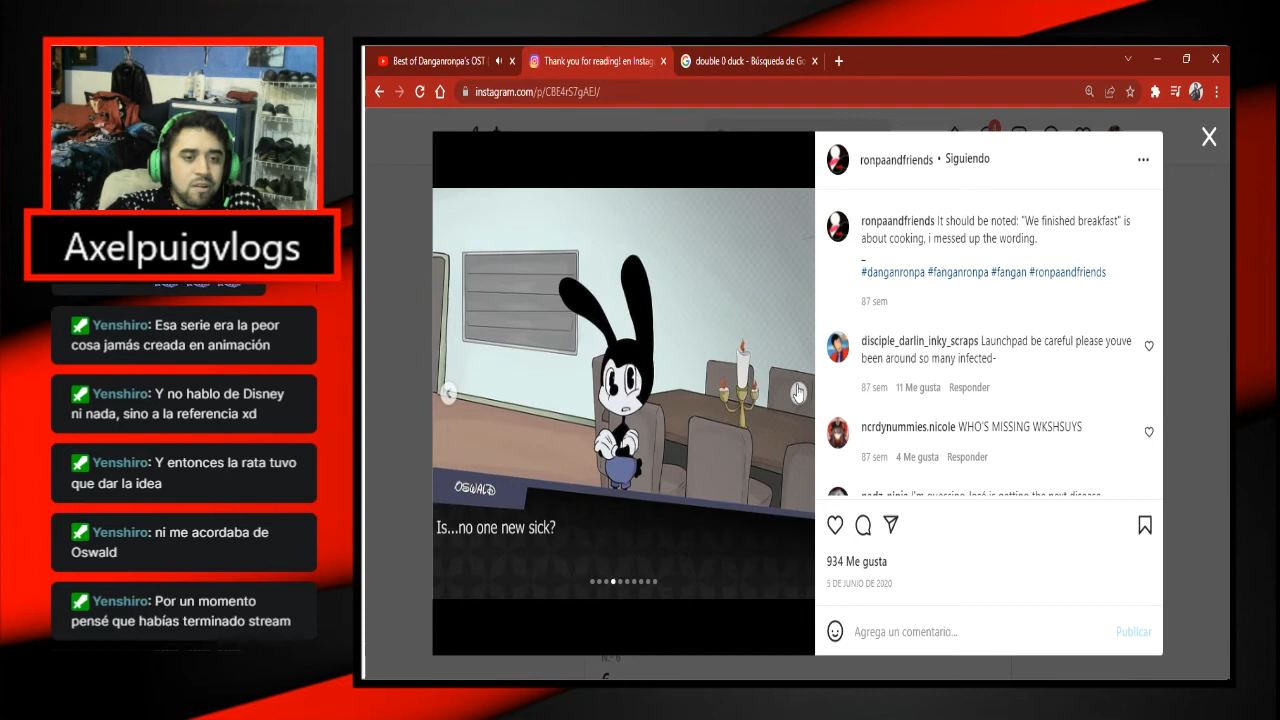 Best of Danganronpa's OST
Thank you for reading! en Instag
double 0 duck - Búsqueda de Go
instagram.com/p/CBE4rS7gAEJ/
Axelpuigvlogs
Yenshiro: Esa serie era la peor
cosa jamás creada en animación
Yenshiro: Y no hablo de Disney
ni nada, sino a la referencia xd
Yenshiro: Y entonces la rata tuvo
que dar la idea
Yenshiro: ni me acordaba de
Oswald
Yenshiro: Por un momento
pensé que habías terminado stream
OSWALD
Is...no one new sick?
ronpaandfriends • Siguiendo
ronpaandfriends It should be noted: "We finished breakfast" is
about cooking, i messed up the wording.
_
#danganronpa #fanganronpa #fangan #ronpaandfriends
87 sem
disciple_darlin_inky_scraps Launchpad be careful please youve
been around so many infected-
87 sem 11 Me gusta Responder
ncrdynummies.nicole WHO'S MISSING WKSHSUYS
87 sem 4 Me gusta Responder
934 Me gusta
5 DE JUNIO DE 2020
Agrega un comentario...
Publicar
N.º 6